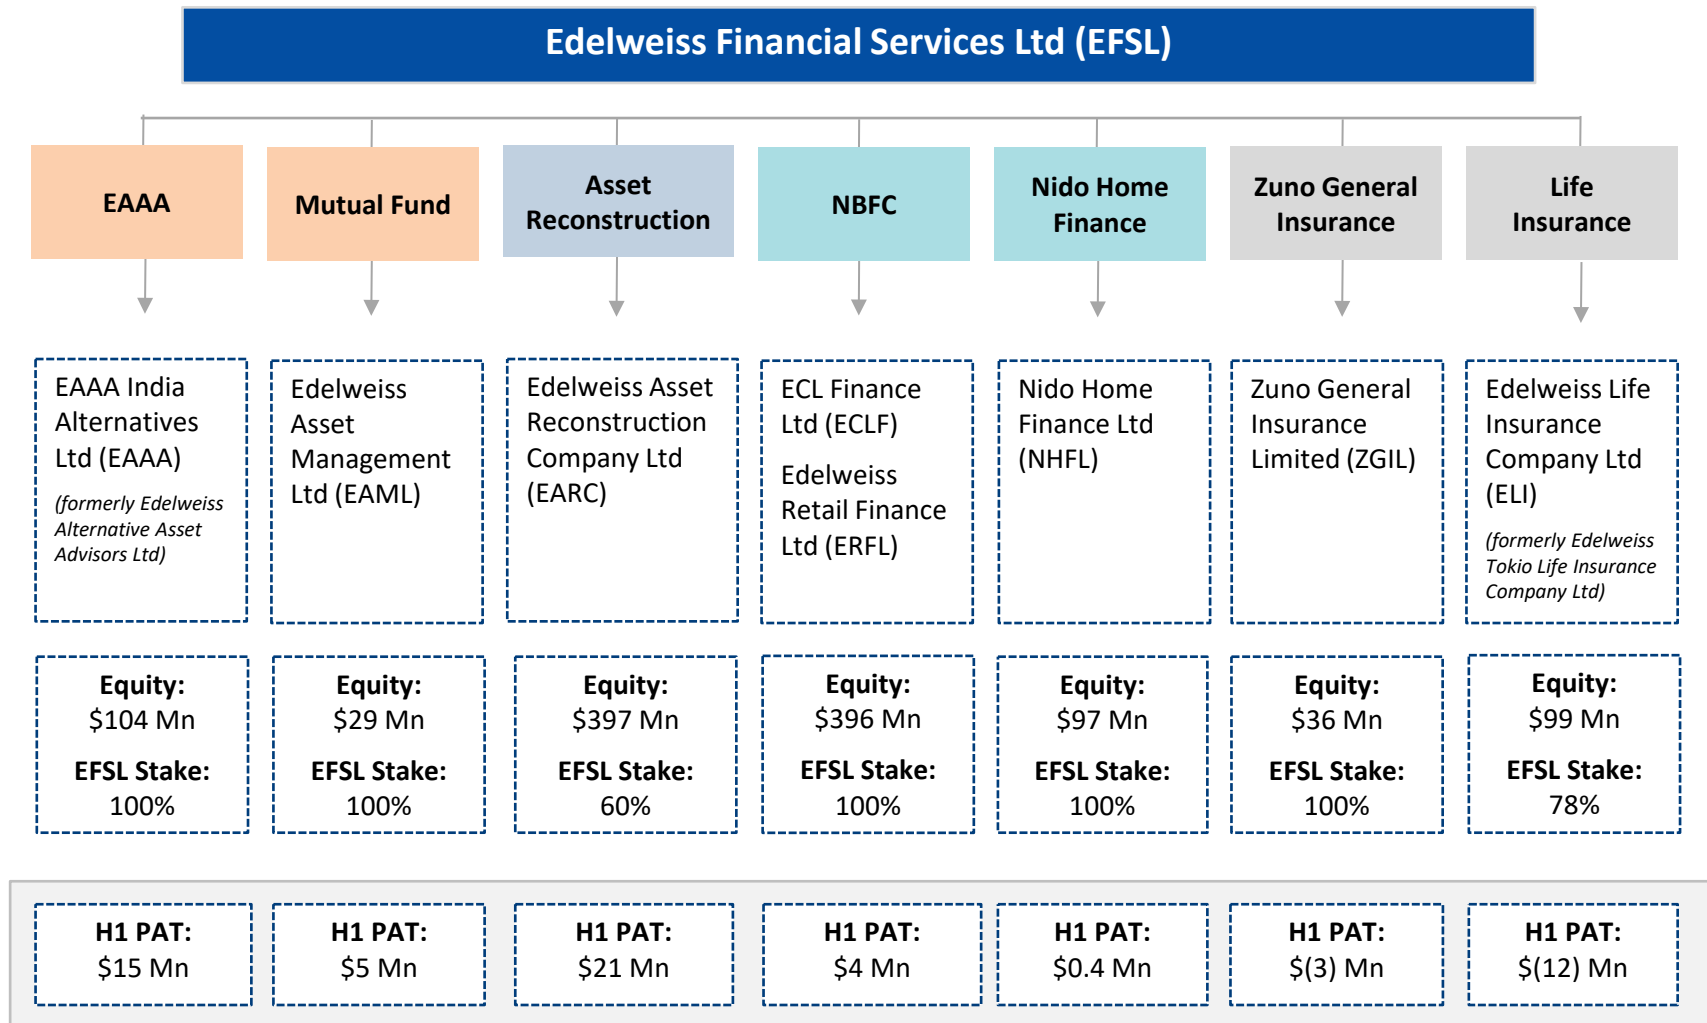 Edelweiss Financial Services Ltd (EFSL)
EAAA
Mutual Fund
Asset
Reconstruction
NBFC
Nido Home
Finance
Zuno General
Insurance
Life
Insurance
EAAA India
Alternatives
Ltd (EAAA)
(formerly Edelweiss
Alternative Asset
Advisors Ltd)
Edelweiss
Asset
Management
Ltd (EAML)
Edelweiss Asset
Reconstruction
Company Ltd
(EARC)
ECL Finance
Ltd (ECLF)
Edelweiss
Retail Finance
Ltd (ERFL)
Nido Home
Finance Ltd
(NHFL)
Zuno General
Insurance
Limited (ZGIL)
Edelweiss Life
Insurance
Company Ltd
(ELI)
(formerly Edelweiss
Tokio Life Insurance
Company Ltd)
Equity:
$104 Mn
EFSL Stake:
100%
Equity:
$29 Mn
EFSL Stake:
100%
Equity:
$397 Mn
EFSL Stake:
60%
Equity:
$396 Mn
EFSL Stake:
100%
Equity:
$97 Mn
EFSL Stake:
100%
Equity:
$36 Mn
EFSL Stake:
100%
Equity:
$99 Mn
EFSL Stake:
78%
H1 PAT:
$15 Mn
H1 PAT:
$5 Mn
H1 PAT:
$21 Mn
H1 PAT:
$4 Mn
H1 PAT:
$0.4 Mn
H1 PAT:
$(3) Mn
H1 PAT:
$(12) Mn